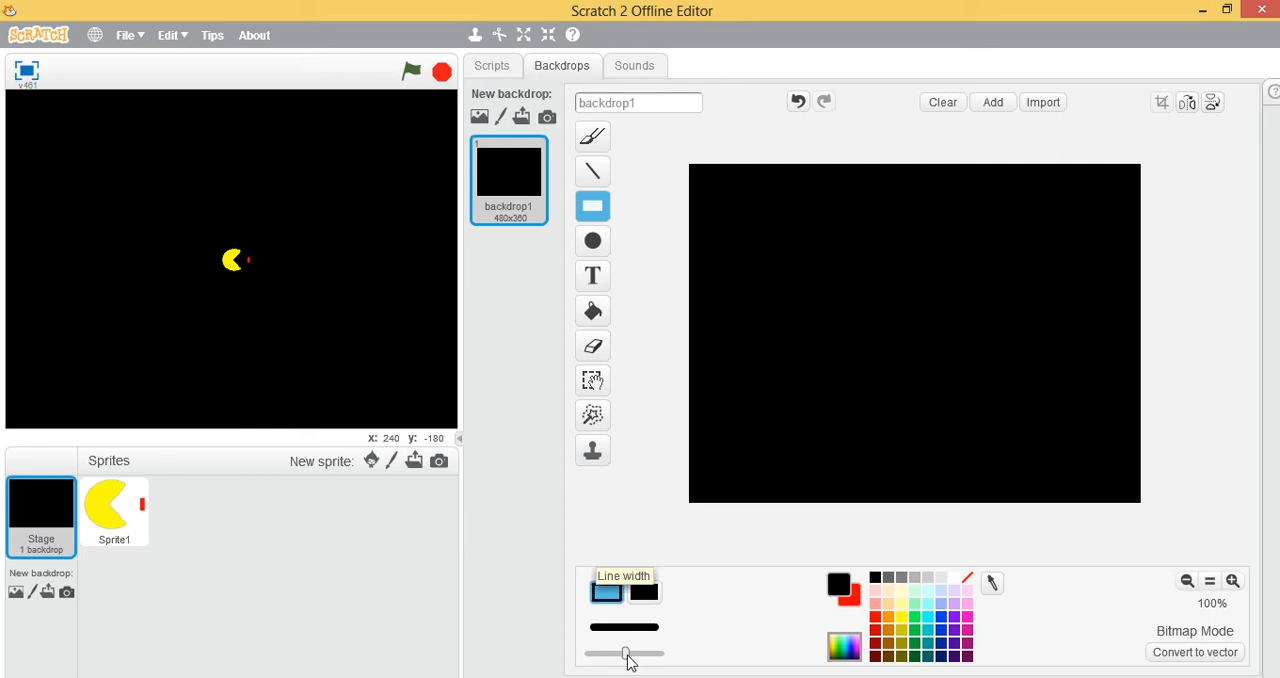 Scratch 2 Offline Editor
SCRATCH File Edit Tips About
v461
Scripts Backdrops Sounds
New backdrop:
1
backdrop1
480x360
backdrop1
Clear Add Import
T
X: 240 y: -180
Sprites New sprite:
Stage
1 backdrop
Sprite1
New backdrop:
Line width
100%
Bitmap Mode
Convert to vector